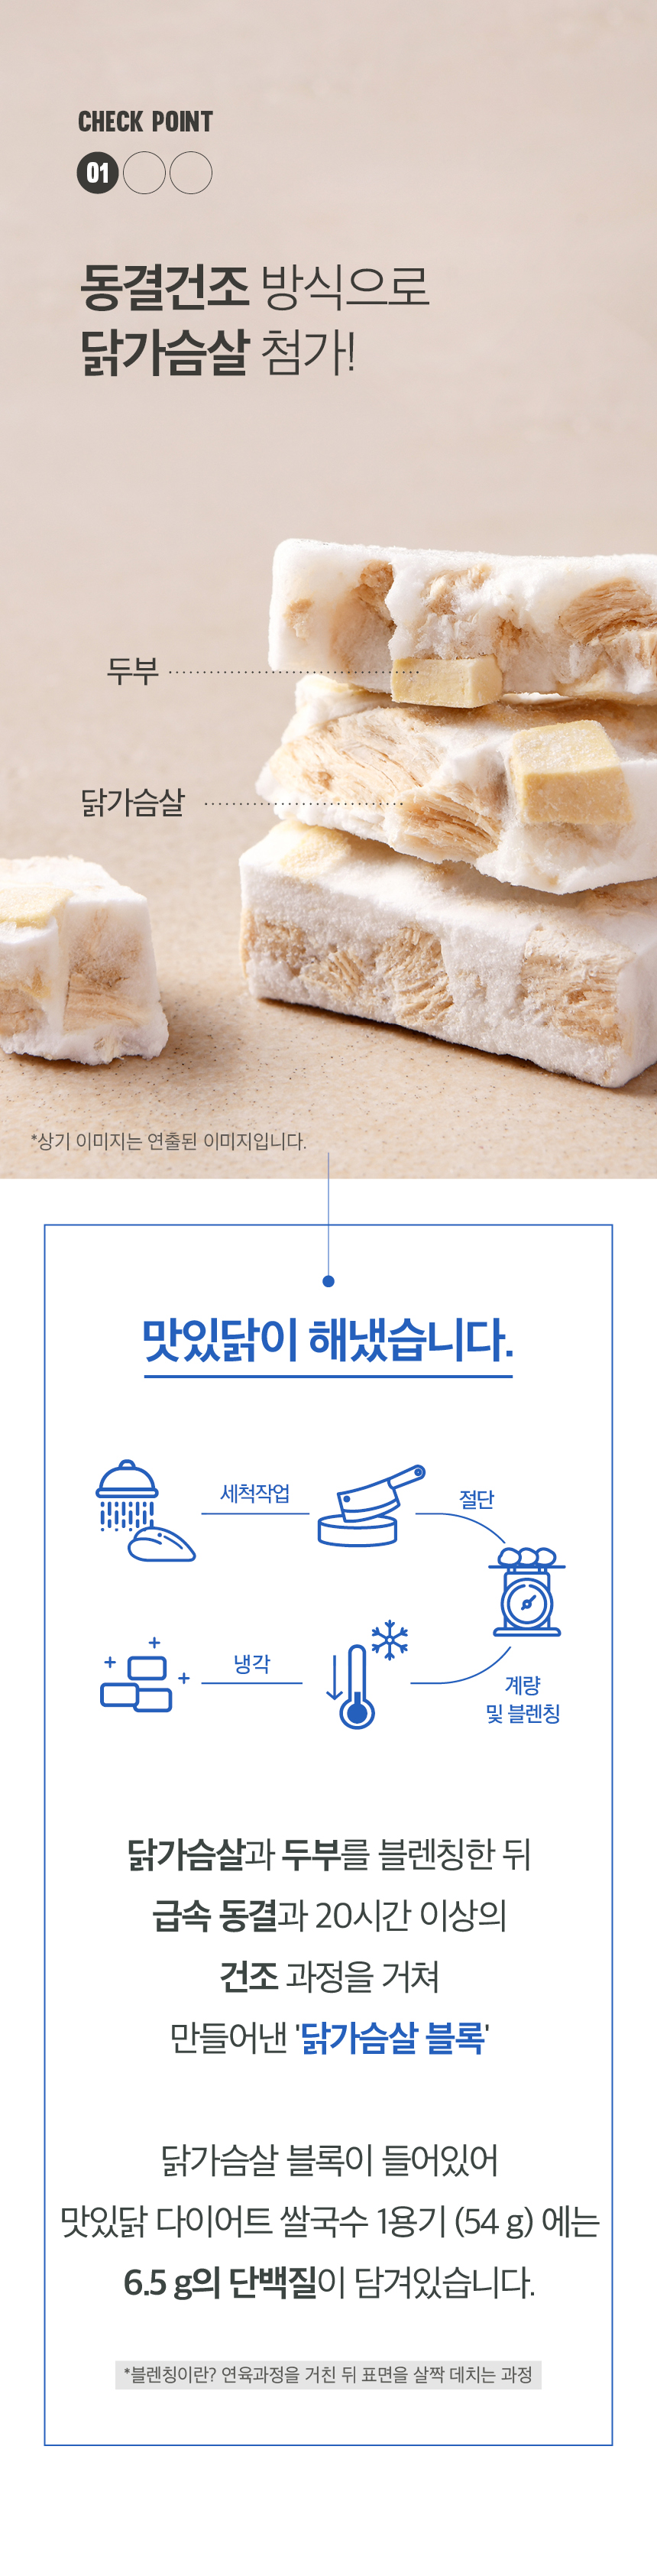 CHECK POINT
01
동결건조 방식으로
닭가슴살 첨가!
두부
닭가슴살
*상기 이미지는 연출된 이미지입니다.
맛있닭이 해냈습니다.
세척작업
절단
냉각
계량
및 블렌칭
닭가슴살과 두부를 블렌칭한 뒤
급속 동결과 20시간 이상의
건조 과정을 거쳐
만들어낸 '닭가슴살 블록'
닭가슴살 블록이 들어있어
맛있닭 다이어트 쌀국수 1용기 (54 g) 에는
6.5 g의 단백질이 담겨있습니다.
*블렌칭이란? 연육과정을 거친 뒤 표면을 살짝 데치는 과정